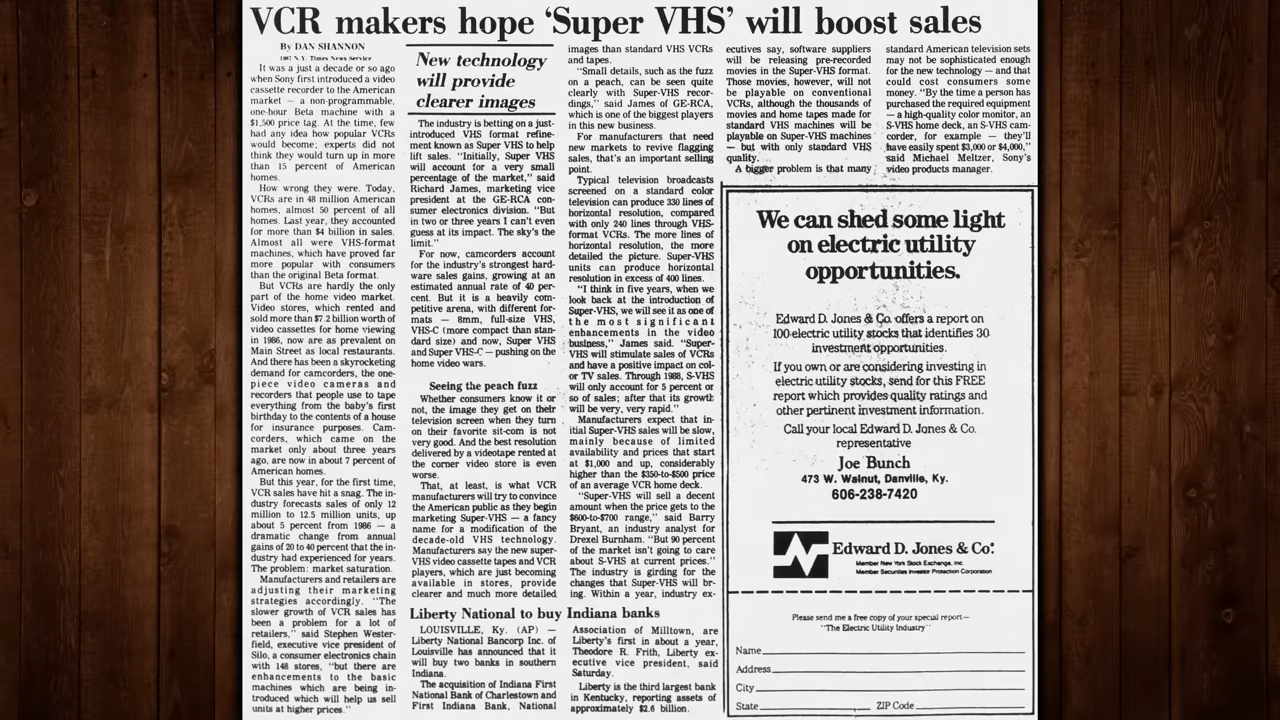 VCR makers hope ‘Super VHS’ will boost sales
By DAN SHANNON
1987 N.Y. Times News Service
It was a just a decade or so ago
when Sony first introduced a video
cassette recorder to the American
market — a non-programmable,
one-hour Beta machine with a
$1,500 price tag. At the time, few
had any idea how popular VCRs
would become; experts did not
think they would turn up in more
than 15 percent of American
homes.
How wrong they were. Today,
VCRs are in 48 million American
homes, almost 50 percent of all
homes. Last year, they accounted
for more than $4 billion in sales.
Almost all were VHS-format
machines, which have proved far
more popular with consumers
than the original Beta format.
But VCRs are hardly the only
part of the home video market.
Video stores, which rented and
sold more than $7.2 billion worth of
video cassettes for home viewing
in 1986, now are as prevalent on
Main Street as local restaurants.
And there has been a skyrocketing
demand for camcorders, the one-
piece video cameras and
recorders that people use to tape
everything from the baby's first
birthday to the contents of a house
for insurance purposes. Cam-
corders, which came on the
market only about three years
ago, are now in about 7 percent of
American homes.
But this year, for the first time,
VCR sales have hit a snag. The in-
dustry forecasts sales of only 12
million to 12.5 million units, up
about 5 percent from 1986 — a
dramatic change from annual
gains of 20 to 40 percent that the in-
dustry had experienced for years.
The problem: market saturation.
Manufacturers and retailers are
adjusting their marketing
strategies accordingly. “The
slower growth of VCR sales has
been a problem for a lot of
retailers,” said Stephen Wester-
field, executive vice president of
Silo, a consumer electronics chain
with 148 stores, “but there are
enhancements to the basic
machines which are being in-
troduced which will help us sell
units at higher prices.”
New technology
will provide
clearer images
The industry is betting on a just-
introduced VHS format refine-
ment known as Super VHS to help
lift sales. “Initially, Super VHS
will account for a very small
percentage of the market,” said
Richard James, marketing vice
president at the GE-RCA con-
sumer electronics division. “But
in two or three years I can't even
guess at its impact. The sky's the
limit.”
For now, camcorders account
for the industry's strongest hard-
ware sales gains, growing at an
estimated annual rate of 40 per-
cent. But it is a heavily com-
petitive arena, with different for-
mats — 8mm, full-size VHS,
VHS-C (more compact than stan-
dard size) and now, Super VHS
and Super VHS-C — pushing on the
home video wars.
Seeing the peach fuzz
Whether consumers know it or
not, the image they get on their
television screen when they turn
on their favorite sit-com is not
very good. And the best resolution
delivered by a videotape rented at
the corner video store is even
worse.
That, at least, is what VCR
manufacturers will try to convince
the American public as they begin
marketing Super-VHS — a fancy
name for a modification of the
decade-old VHS technology.
Manufacturers say the new super-
VHS video cassette tapes and VCR
players, which are just becoming
available in stores, provide
clearer and much more detailed
images than standard VHS VCRs
and tapes.
“Small details, such as the fuzz
on a peach, can be seen quite
clearly with Super-VHS recor-
dings,” said James of GE-RCA,
which is one of the biggest players
in this new business.
For manufacturers that need
new markets to revive flagging
sales, that's an important selling
point.
Typical television broadcasts
screened on a standard color
television can produce 330 lines of
horizontal resolution, compared
with only 240 lines through VHS-
format VCRs. The more lines of
horizontal resolution, the more
detailed the picture. Super-VHS
units can produce horizontal
resolution in excess of 400 lines.
“I think in five years, when we
look back at the introduction of
Super-VHS, we will see it as one of
the most significant
enhancements in the video
business,” James said. “Super-
VHS will stimulate sales of VCRs
and have a positive impact on col-
or TV sales. Through 1988, S-VHS
will only account for 5 percent or
so of sales; after that its growth
will be very, very rapid.”
Manufacturers expect that in-
itial Super-VHS sales will be slow,
mainly because of limited
availability and prices that start
at $1,000 and up, considerably
higher than the $350-to-$500 price
of an average VCR home deck.
“Super-VHS will sell a decent
amount when the price gets to the
$600-to-$700 range,” said Barry
Bryant, an industry analyst for
Drexel Burnham. “But 90 percent
of the market isn't going to care
about S-VHS at current prices.”
The industry is girding for the
changes that Super-VHS will br-
ing. Within a year, industry ex-
ecutives say, software suppliers
will be releasing pre-recorded
movies in the Super-VHS format.
Those movies, however, will not
be playable on conventional
VCRs, although the thousands of
movies and home tapes made for
standard VHS machines will be
playable on Super-VHS machines
— but with only standard VHS
quality.
A bigger problem is that many
standard American television sets
may not be sophisticated enough
for the new technology — and that
could cost consumers some
money. “By the time a person has
purchased the required equipment
— a high-quality color monitor, an
S-VHS home deck, an S-VHS cam-
corder, for example — they'll
have easily spent $3,000 or $4,000,”
said Michael Meltzer, Sony's
video products manager.
Liberty National to buy Indiana banks
LOUISVILLE, Ky. (AP) —
Liberty National Bancorp Inc. of
Louisville has announced that it
will buy two banks in southern
Indiana.
The acquisition of Indiana First
National Bank of Charlestown and
First Indiana Bank, National
Association of Milltown, are
Liberty's first in about a year,
Theodore R. Frith, Liberty ex-
ecutive vice president, said
Saturday.
Liberty is the third largest bank
in Kentucky, reporting assets of
approximately $2.6 billion.
We can shed some light
on electric utility
opportunities.
Edward D. Jones & Co. offers a report on
100 electric utility stocks that identifies 30
investment opportunities.
If you own or are considering investing in
electric utility stocks, send for this FREE
report which provides quality ratings and
other pertinent investment information.
Call your local Edward D. Jones & Co.
representative
Joe Bunch
473 W. Walnut, Danville, Ky.
606-238-7420
Edward D. Jones & Co.
Member New York Stock Exchange, Inc.
Member Securities Investor Protection Corporation
Please send me a free copy of your special report—
“The Electric Utility Industry”
Name
Address
City
State ZIP Code